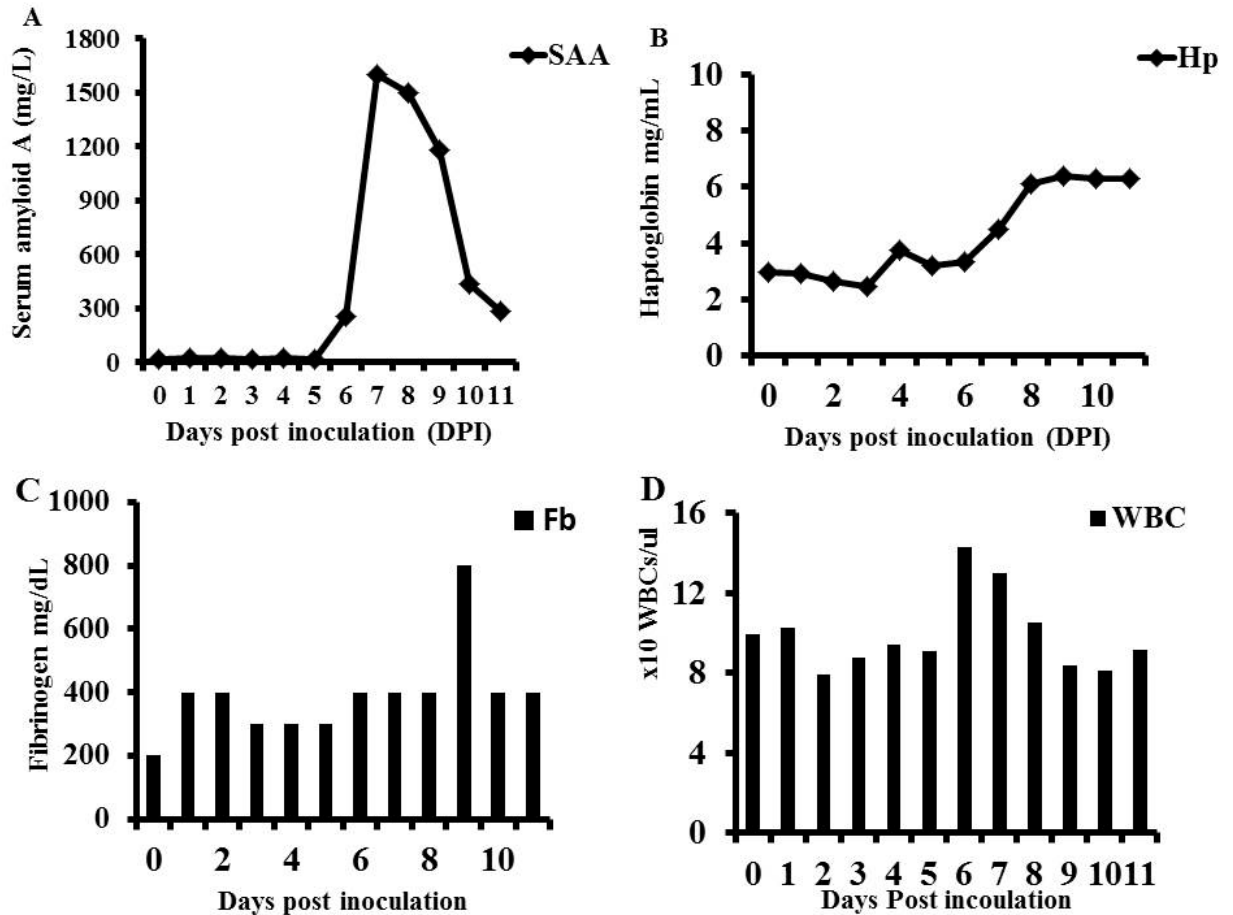 A
SAA
Serum amyloid A (mg/L)
1800
1500
1200
900
600
300
0
0 1 2 3 4 5 6 7 8 9 10 11
Days post inoculation (DPI)
B
Hp
Haptoglobin mg/mL
10
8
6
4
2
0
0 2 4 6 8 10
Days post inoculation (DPI)
C
Fb
Fibrinogen mg/dL
1000
800
600
400
200
0
0 2 4 6 8 10
Days post inoculation
D
WBC
x10 WBCs/ul
16
12
8
4
0
0 1 2 3 4 5 6 7 8 9 10 11
Days Post incoulation